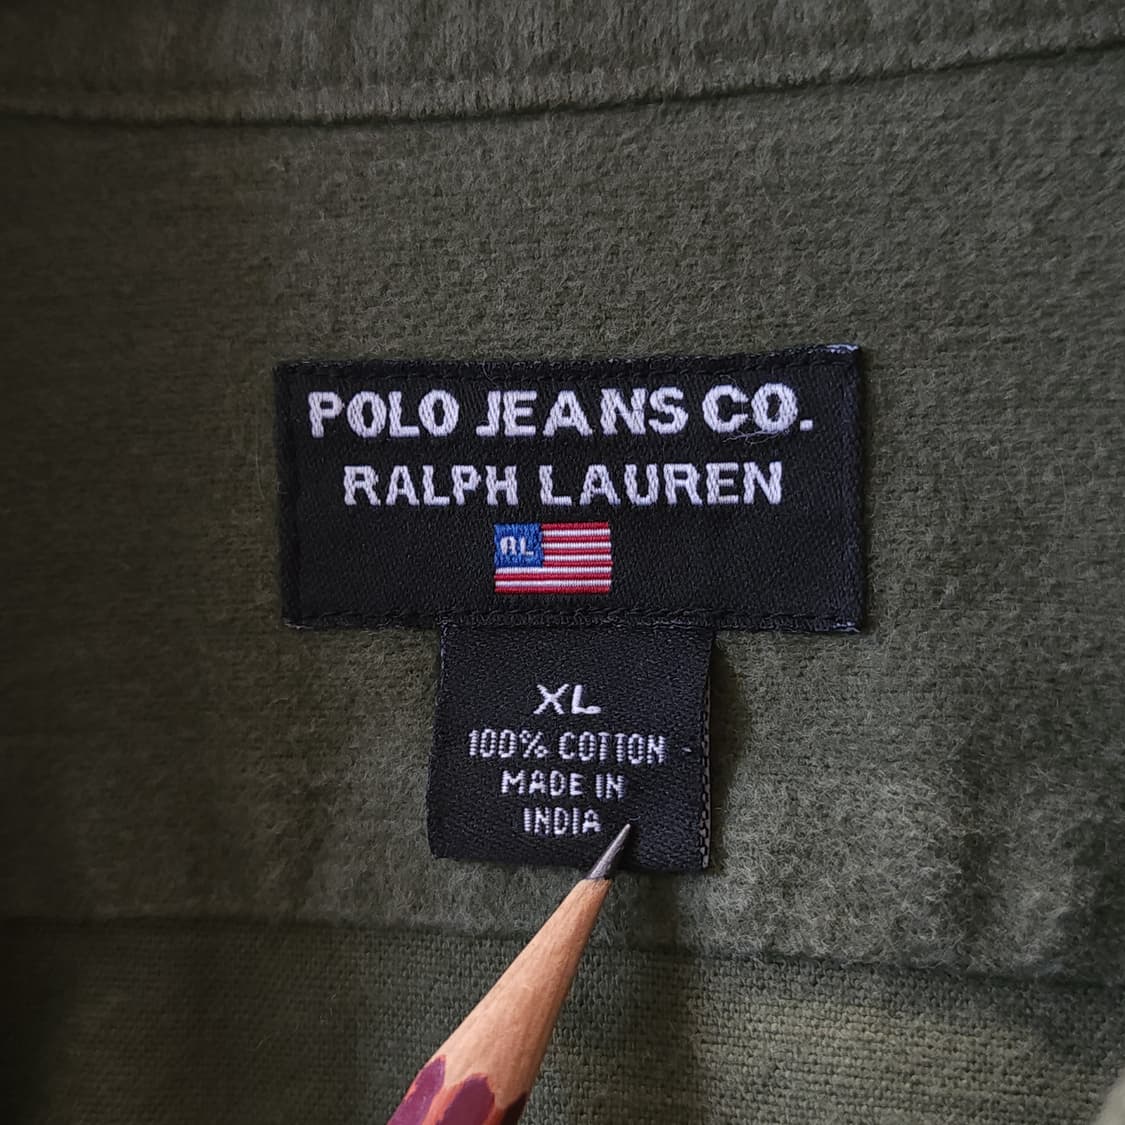 POLO JEANS CO.
RALPH LAUREN
RL
XL
100% COTTON
MADE IN
INDIA